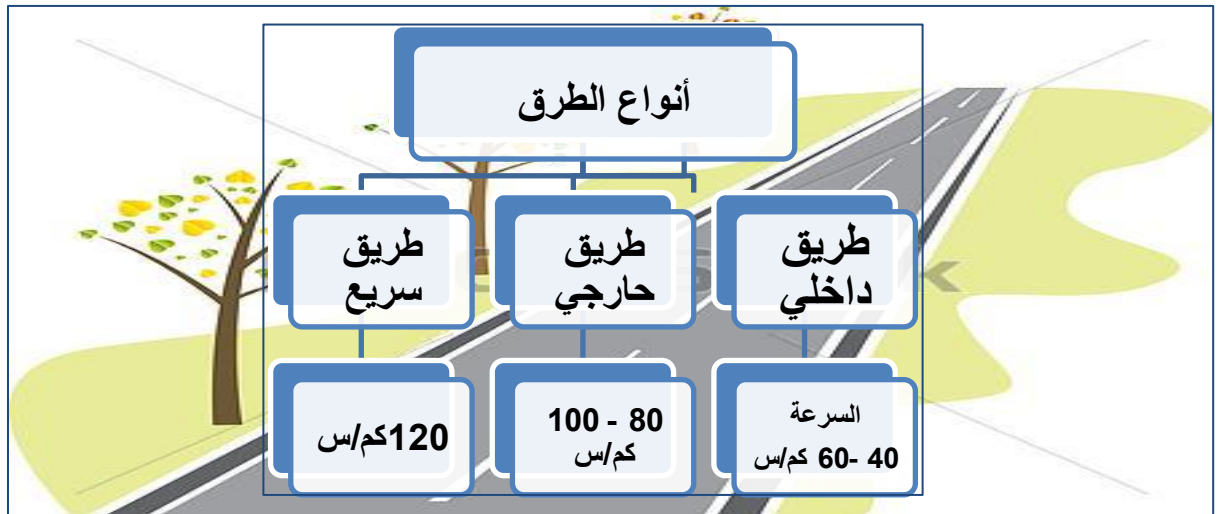 أنواع الطرق
طريق
داخلي
طريق
حارجي
طريق
سريع
السرعة
40 -60 كم/س
80 - 100
كم/س
120كم/س